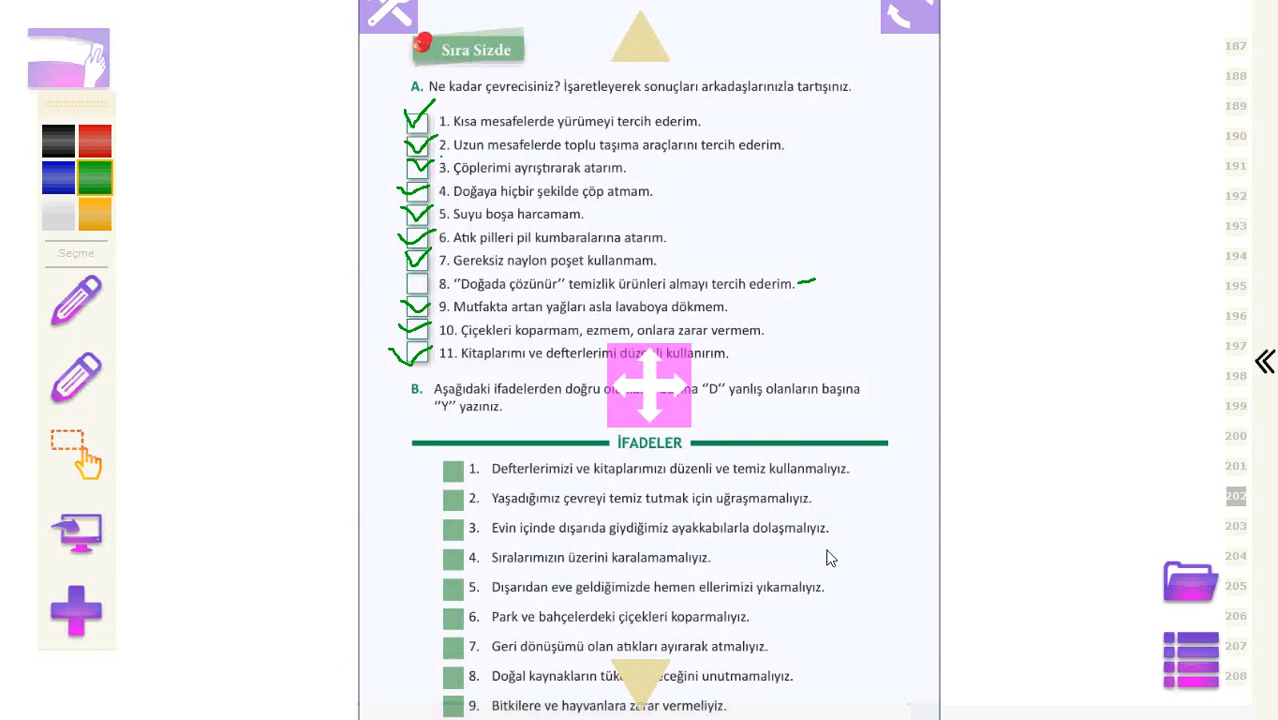 Sıra Sizde
A. Ne kadar çevrecisiniz? İşaretleyerek sonuçları arkadaşlarınızla tartışınız.
1. Kısa mesafelerde yürümeyi tercih ederim.
2. Uzun mesafelerde toplu taşıma araçlarını tercih ederim.
3. Çöplerimi ayrıştırarak atarım.
4. Doğaya hiçbir şekilde çöp atmam.
5. Suyu boşa harcamam.
6. Atık pilleri pil kumbaralarına atarım.
7. Gereksiz naylon poşet kullanmam.
8. ‘‘Doğada çözünür’’ temizlik ürünleri almayı tercih ederim.
9. Mutfakta artan yağları asla lavaboya dökmem.
10. Çiçekleri koparmam, ezmem, onlara zarar vermem.
11. Kitaplarımı ve defterlerimi düzenli kullanırım.
B. Aşağıdaki ifadelerden doğru ‘‘D’’ yanlış olanların başına
‘‘Y’’ yazınız.
İFADELER
1. Defterlerimizi ve kitaplarımızı düzenli ve temiz kullanmalıyız.
2. Yaşadığımız çevreyi temiz tutmak için uğraşmamalıyız.
3. Evin içinde dışarıda giydiğimiz ayakkabılarla dolaşmalıyız.
4. Sıralarımızın üzerini karalamamalıyız.
5. Dışarıdan eve geldiğimizde hemen ellerimizi yıkamalıyız.
6. Park ve bahçelerdeki çiçekleri koparmalıyız.
7. Geri dönüşümü olan atıkları ayırarak atmalıyız.
8. Doğal kaynakların unutmamalıyız.
9. Bitkilere ve hayvanlara zarar vermeliyiz.
Seçme
187
188
189
190
191
192
193
194
195
196
197
198
199
200
201
202
203
204
205
206
207
208